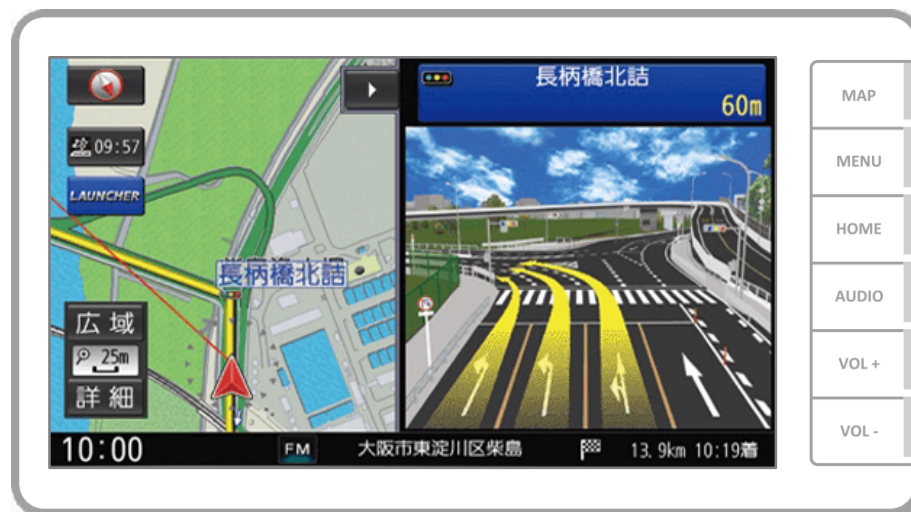 09:57
LAUNCHER
長柄橋北詰
広域
25m
詳細
長柄橋北詰
60m
10:00
FM
大阪市東淀川区柴島
13.9km 10:19着
MAP
MENU
HOME
AUDIO
VOL +
VOL -